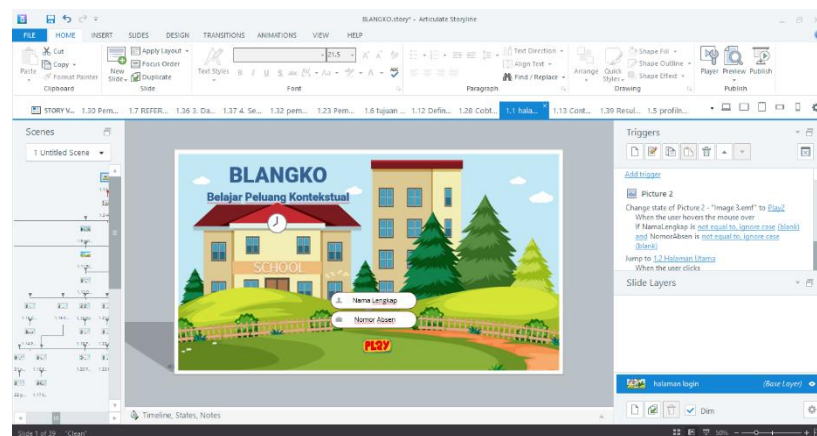 BLANGKO.story* - Articulate Storyline
FILE HOME INSERT SLIDES DESIGN TRANSITIONS ANIMATIONS VIEW HELP
Cut
Copy
Format Painter
Paste
Clipboard
New Slide
Apply Layout
Focus Order
Duplicate
Slide
Text Styles
21.5
Font
Text Direction
Align Text
Find / Replace
Paragraph
Arrange
Quick Styles
Shape Fill
Shape Outline
Shape Effect
Drawing
Player Preview Publish
Publish
STORY V... 1.30 Pem... 1.7 REFER... 1.36 3. Da... 1.37 4. Se... 1.32 pem... 1.23 Pem... 1.6 tujuan ... 1.12 Defin... 1.28 Cobl... 1.1 hala... 1.13 Cont... 1.39 Resul... 1.5 profiln...
Scenes
1 Untitled Scene
BLANGKO
Belajar Peluang Kontekstual
SCHOOL
Nama Lengkap
Nomor Absen
PLAY
Triggers
Add trigger
Picture 2
Change state of Picture 2 - "Image 3.emf" to Play2
When the user hovers the mouse over
If NamaLengkap is not equal to, ignore case (blank)
and NomorAbsen is not equal to, ignore case
(blank)
Jump to 1.2 Halaman Utama
When the user clicks
Slide Layers
halaman login (Base Layer)
Dim
Timeline, States, Notes
Slide 1 of 39 "Clean"
50%